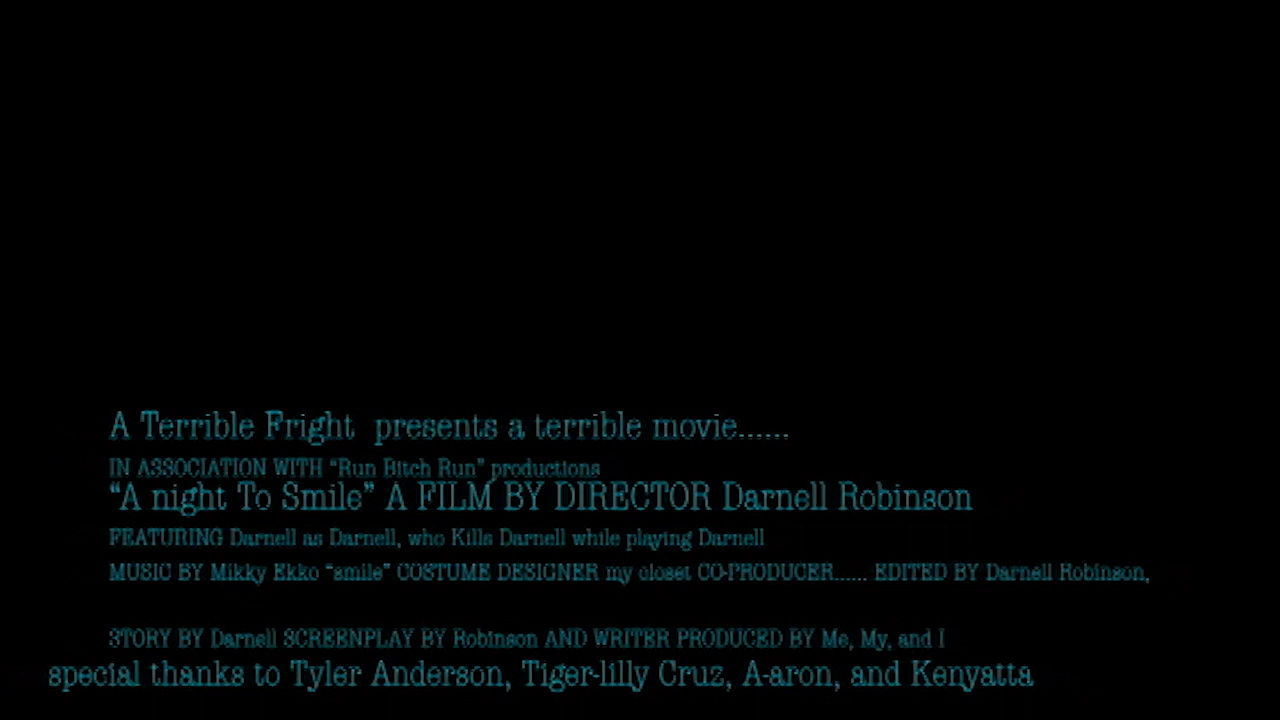 A Terrible Fright presents a terrible movie......
IN ASSOCIATION WITH “Run Bitch Run” productions
“A night To Smile” A FILM BY DIRECTOR Darnell Robinson
FEATURING Darnell as Darnell, who Kills Darnell while playing Darnell
MUSIC BY Mikky Ekko “smile” COSTUME DESIGNER my closet CO-PRODUCER...... EDITED BY Darnell Robinson,
STORY BY Darnell SCREENPLAY BY Robinson AND WRITER PRODUCED BY Me, My, and I
special thanks to Tyler Anderson, Tiger-lilly Cruz, A-aron, and Kenyatta